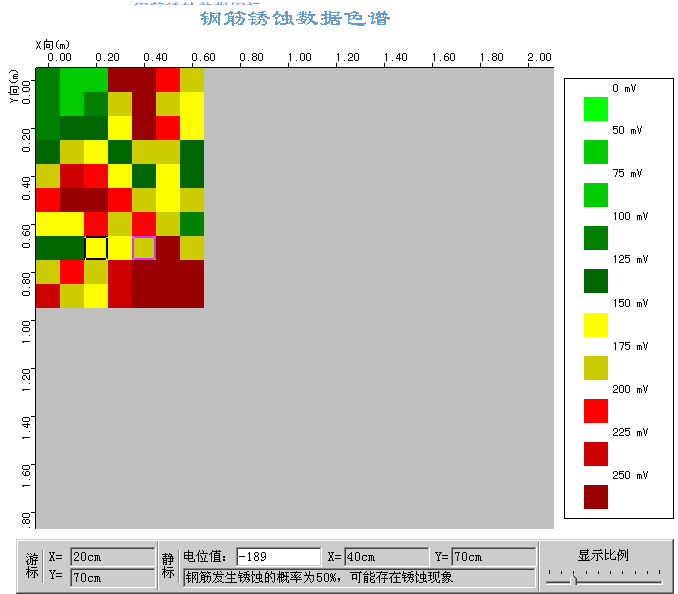 钢筋锈蚀数据色谱
X向(m)
0.00 0.20 0.40 0.60 0.80 1.00 1.20 1.40 1.60 1.80 2.00
Y向(m)
0.00
0.20
0.40
0.60
0.80
1.00
1.20
1.40
1.60
.80
0 mV
50 mV
75 mV
100 mV
125 mV
150 mV
175 mV
200 mV
225 mV
250 mV
游标 X= 20cm
Y= 70cm
静标 电位值: -189 X= 40cm Y= 70cm
钢筋发生锈蚀的概率为50%, 可能存在锈蚀现象
显示比例